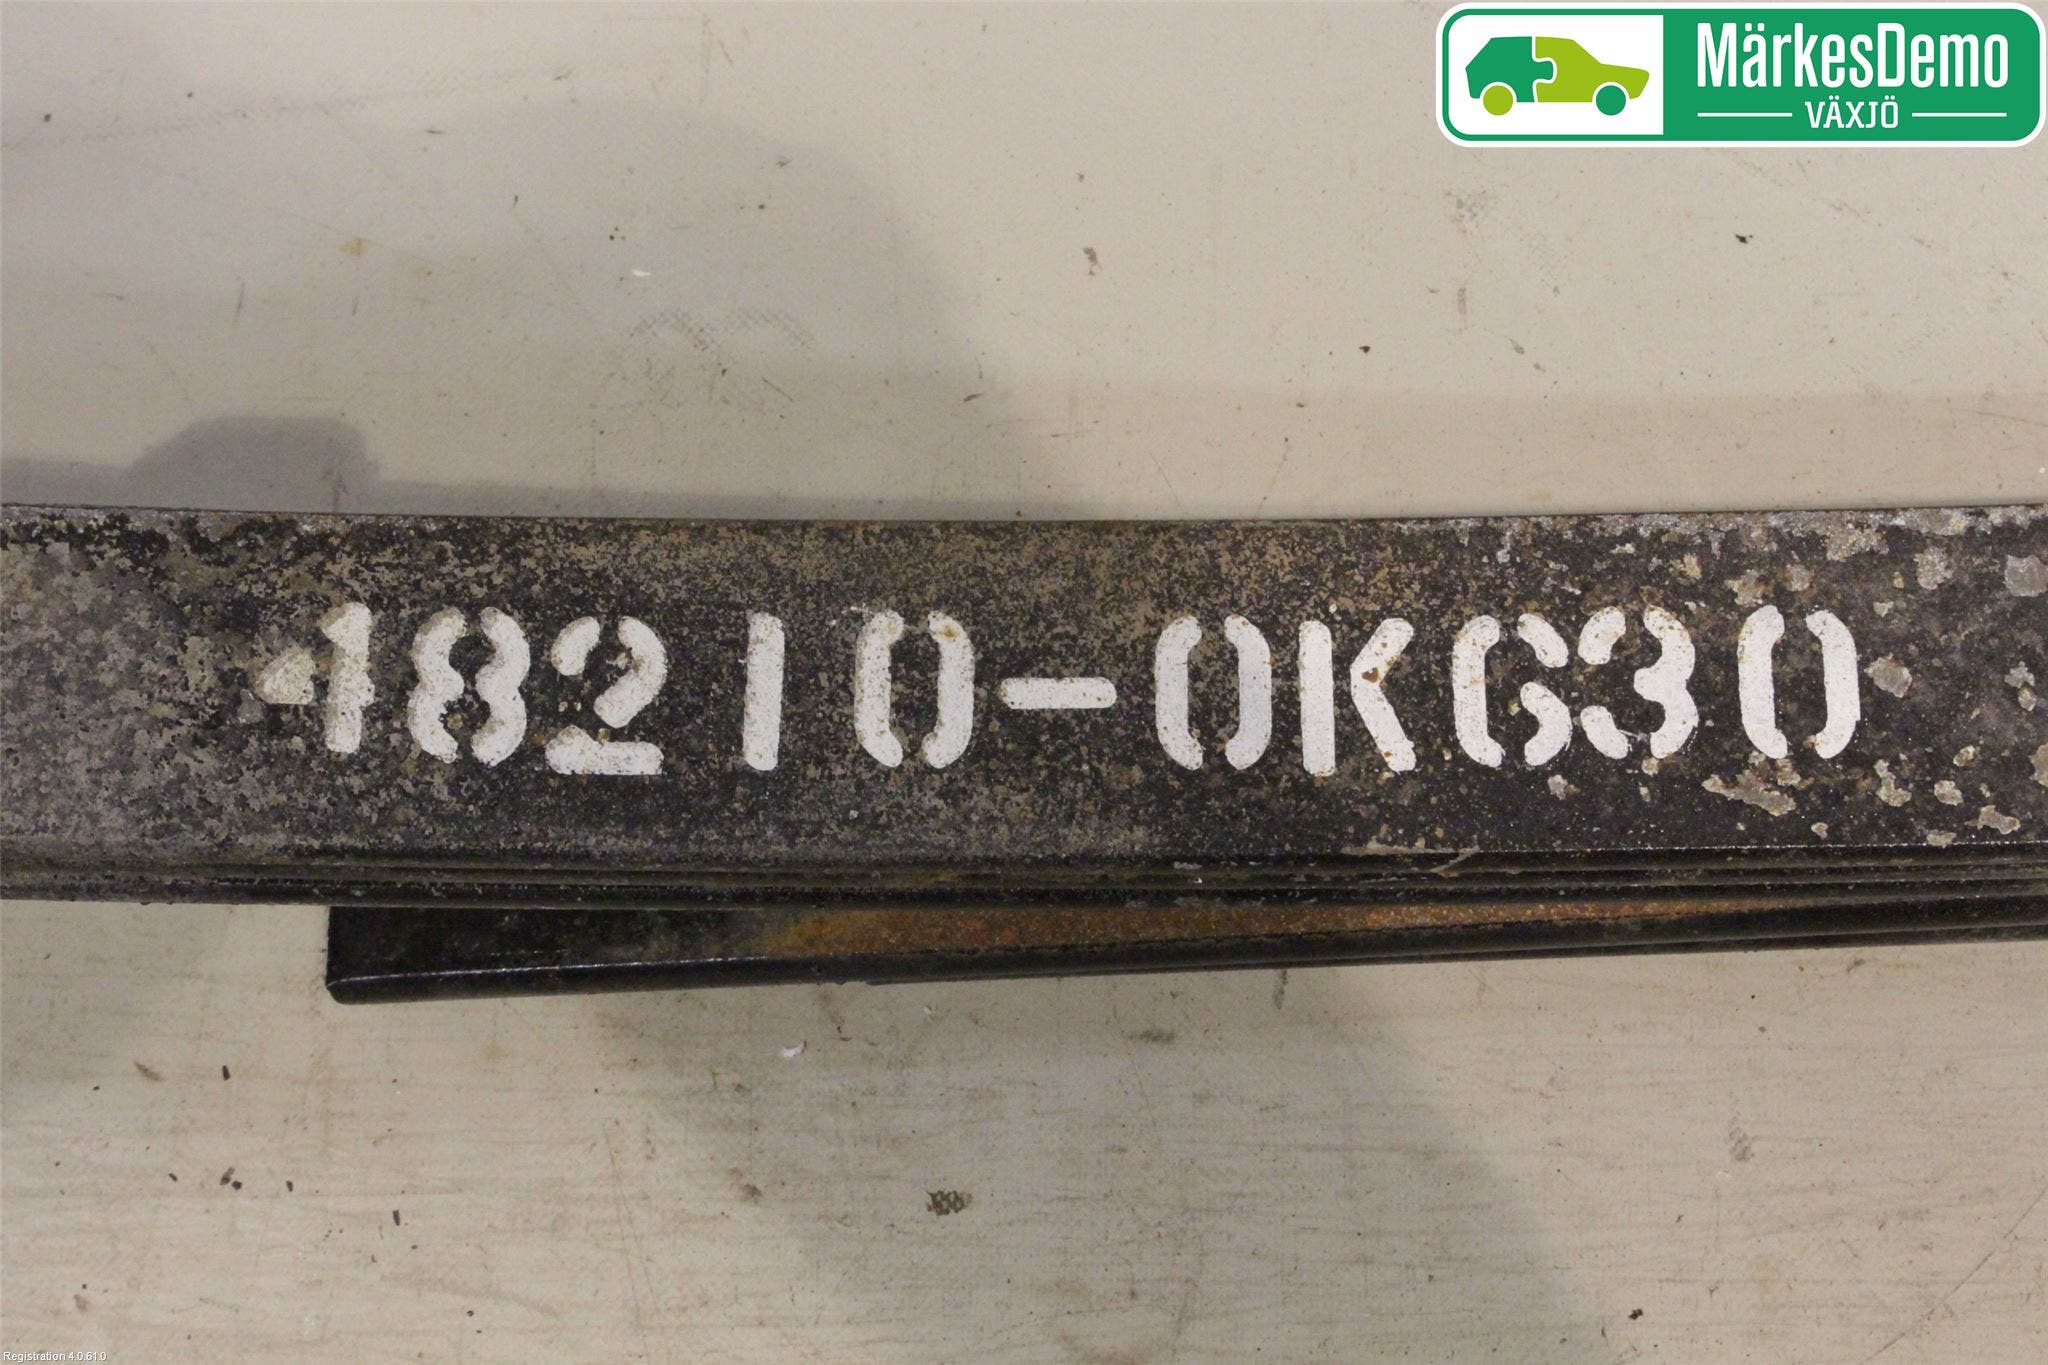 MärkesDemo
VÄXJÖ
48210-0K630
Registration 4.0.61.0